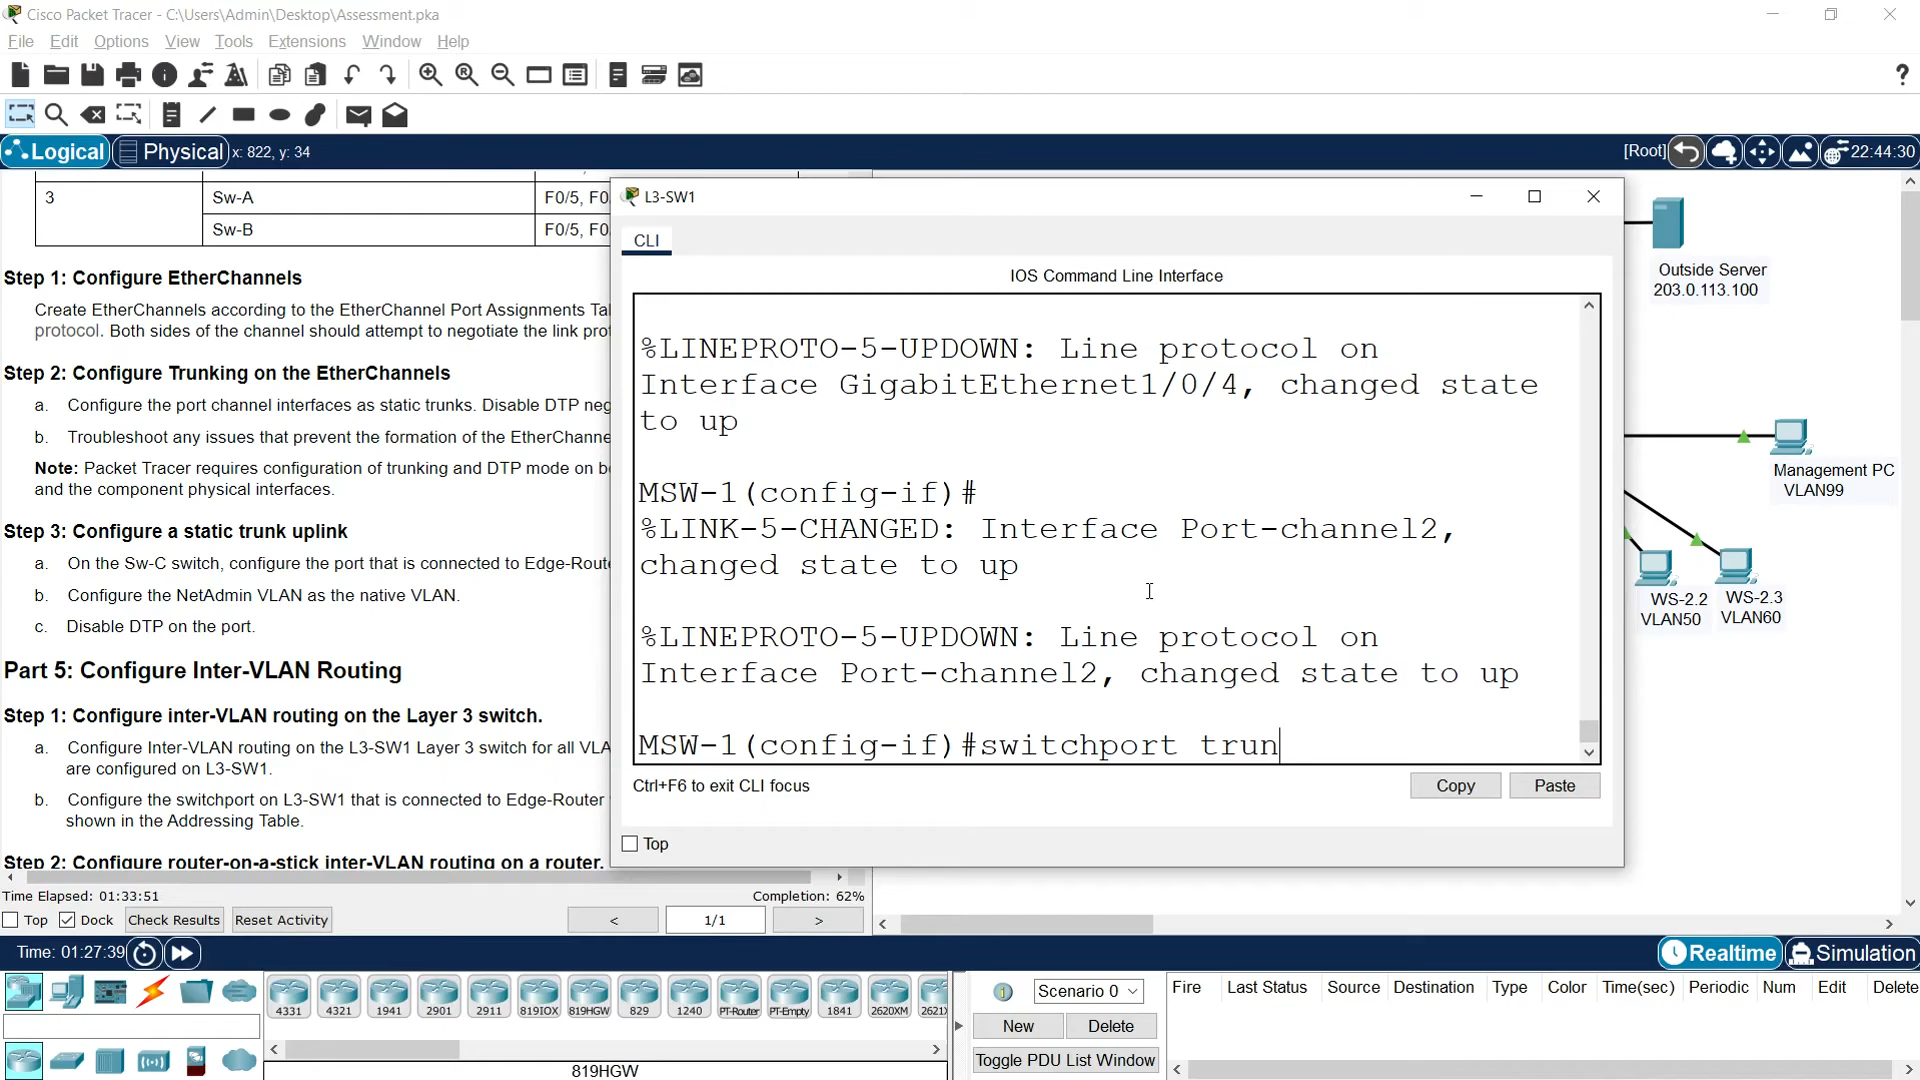 Cisco Packet Tracer - C:\Users\Admin\Desktop\Assessment.pka
File Edit Options View Tools Extensions Window Help
?
Logical Physical x: 822, y: 34
[Root] 22:44:30
3 Sw-A F0/5, F0
Sw-B F0/5, F0
Step 1: Configure EtherChannels
Create EtherChannels according to the EtherChannel Port Assignments Ta
protocol. Both sides of the channel should attempt to negotiate the link pro
Step 2: Configure Trunking on the EtherChannels
a. Configure the port channel interfaces as static trunks. Disable DTP neg
b. Troubleshoot any issues that prevent the formation of the EtherChanne
Note: Packet Tracer requires configuration of trunking and DTP mode on b
and the component physical interfaces.
Step 3: Configure a static trunk uplink
a. On the Sw-C switch, configure the port that is connected to Edge-Route
b. Configure the NetAdmin VLAN as the native VLAN.
c. Disable DTP on the port.
Part 5: Configure Inter-VLAN Routing
Step 1: Configure inter-VLAN routing on the Layer 3 switch.
a. Configure Inter-VLAN routing on the L3-SW1 Layer 3 switch for all VLA
are configured on L3-SW1.
b. Configure the switchport on L3-SW1 that is connected to Edge-Router
shown in the Addressing Table.
Step 2: Configure router-on-a-stick inter-VLAN routing on a router.
Time Elapsed: 01:33:51 Completion: 62%
Top Dock Check Results Reset Activity < 1/1 >
L3-SW1
CLI
IOS Command Line Interface
%LINEPROTO-5-UPDOWN: Line protocol on
Interface GigabitEthernet1/0/4, changed state
to up
MSW-1(config-if)#
%LINK-5-CHANGED: Interface Port-channel2,
changed state to up
%LINEPROTO-5-UPDOWN: Line protocol on
Interface Port-channel2, changed state to up
MSW-1(config-if)#switchport trun
Ctrl+F6 to exit CLI focus Copy Paste
Top
Outside Server
203.0.113.100
Management PC
VLAN99
WS-2.2
VLAN50
WS-2.3
VLAN60
Time: 01:27:39 Realtime Simulation
4331 4321 1941 2901 2911 819IOX 819HGW 829 1240 PT-Router PT-Empty 1841 2620XM 2621X
819HGW
Scenario 0
New Delete
Toggle PDU List Window
Fire Last Status Source Destination Type Color Time(sec) Periodic Num Edit Delete